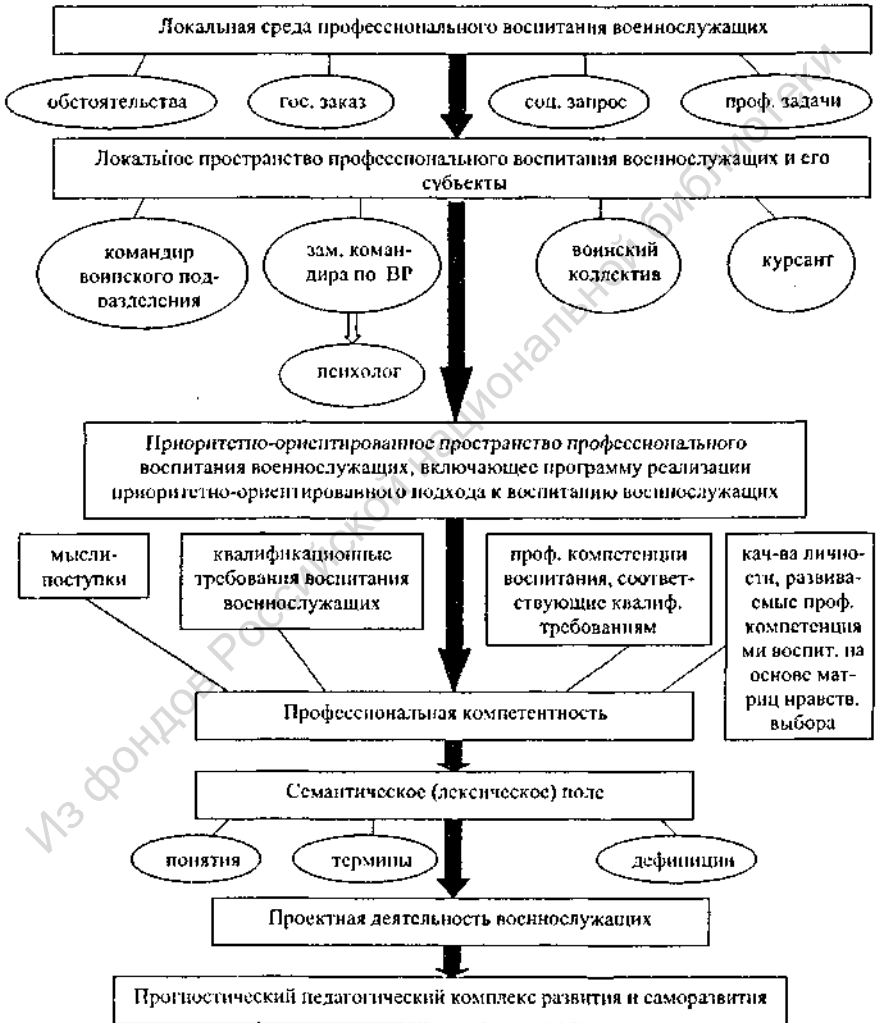 Локальная среда профессионального воспитания военнослужащих
обстоятельства
гос. заказ
соц. запрос
проф. задачи
Локальное пространство профессионального воспитания военнослужащих и его
субъекты
командир
воинского под-
разделения
зам. коман-
дира по ВР
воинский
коллектив
курсант
психолог
Приоритетно-ориентированное пространство профессионального
воспитания военнослужащих, включающее программу реализации
приоритетно-ориентированного подхода к воспитанию военнослужащих
мысли-
поступки
квалификационные
требования воспитания
военнослужащих
проф. компетенции
воспитания, соответ-
ствующие квалиф.
требованиям
кач-ва лично-
сти, развива-
емые проф.
компетенция
ми воспит. на
основе мат-
риц нравств.
выбора
Профессиональная компетентность
Семантическое (лексическое) поле
понятия
термины
дефиниции
Проектная деятельность военнослужащих
Прогностический педагогический комплекс развития и саморазвития
Из фондов Российской национальной библиотеки